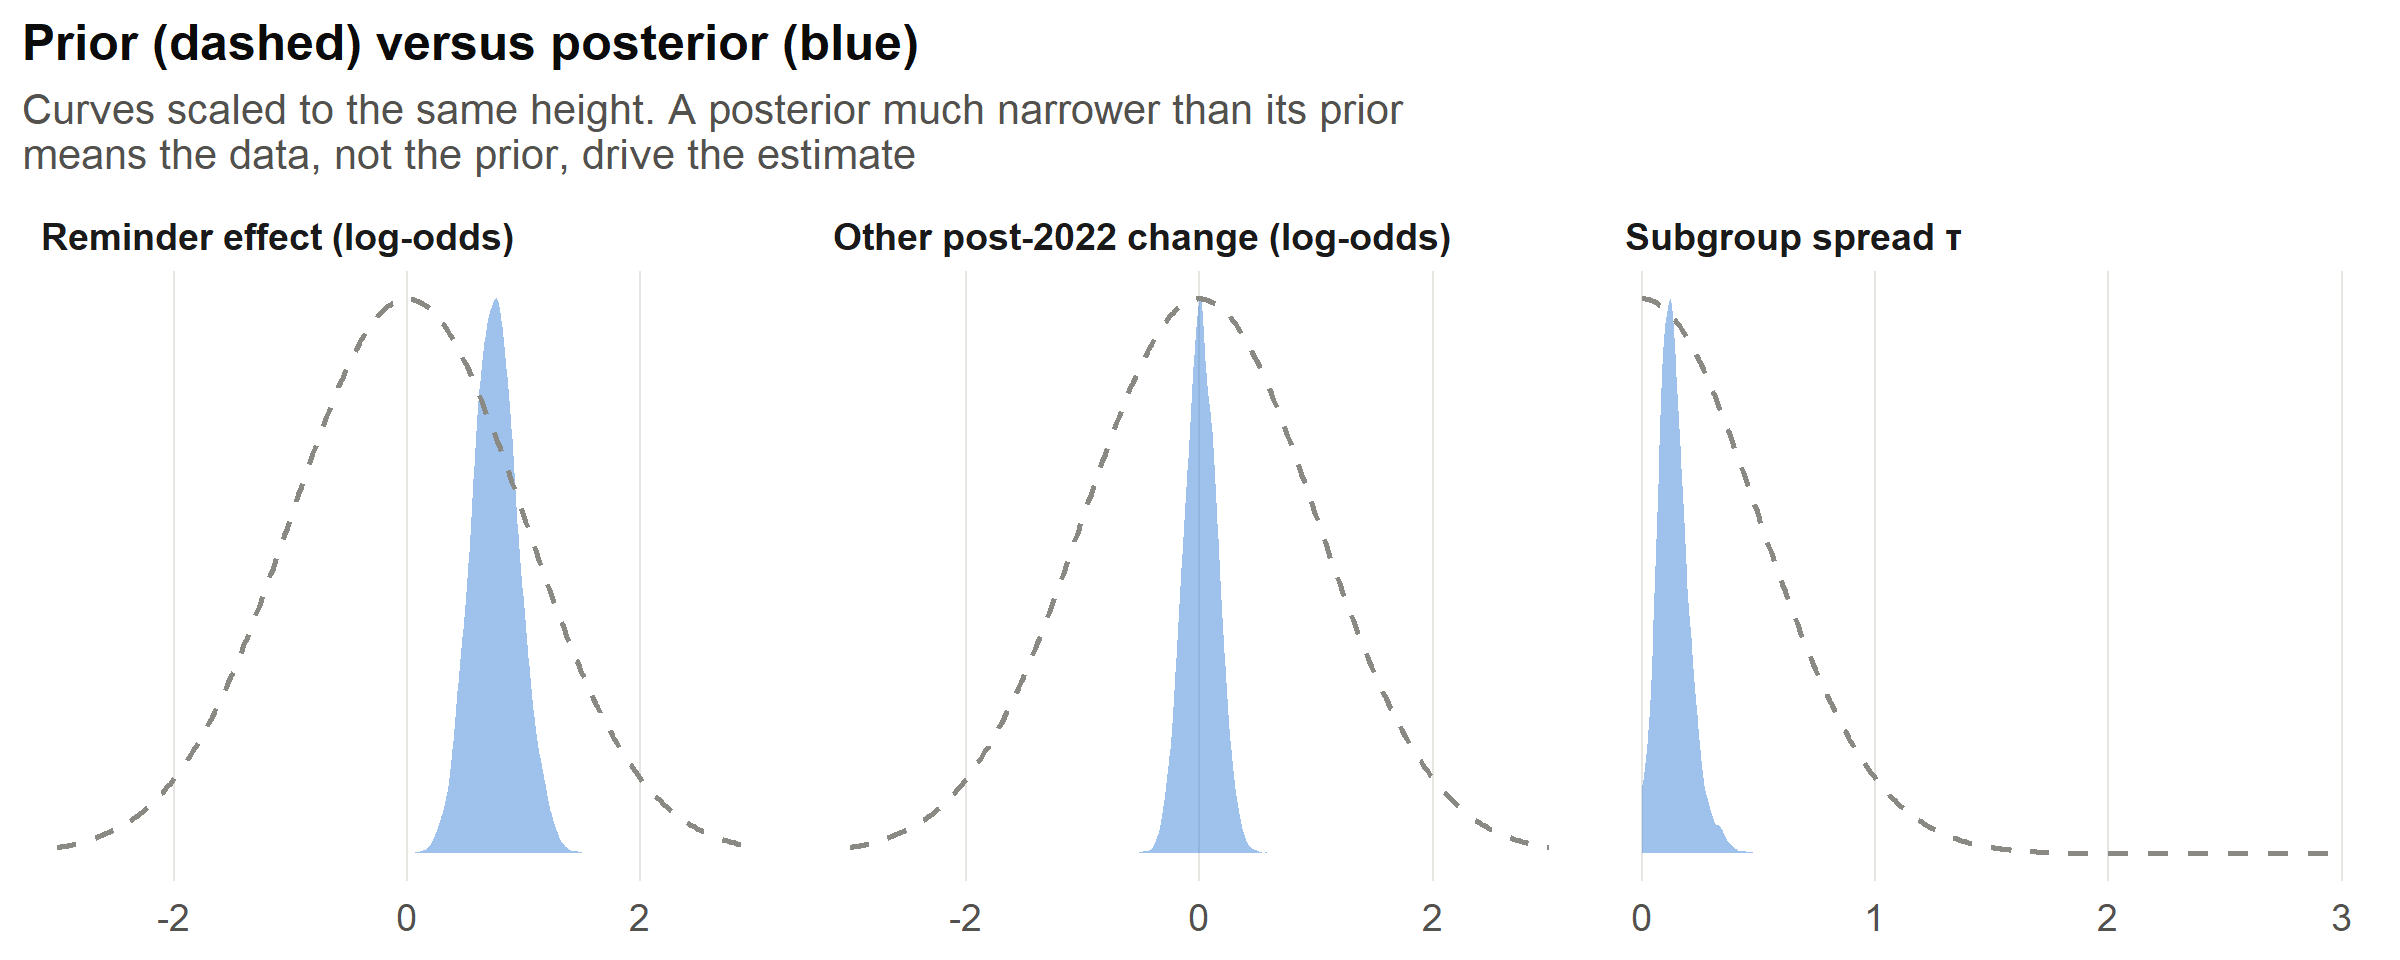 Prior (dashed) versus posterior (blue)
Curves scaled to the same height. A posterior much narrower than its prior
means the data, not the prior, drive the estimate
Reminder effect (log-odds)
Other post-2022 change (log-odds)
Subgroup spread τ
-2 0 2
-2 0 2
0 1 2 3